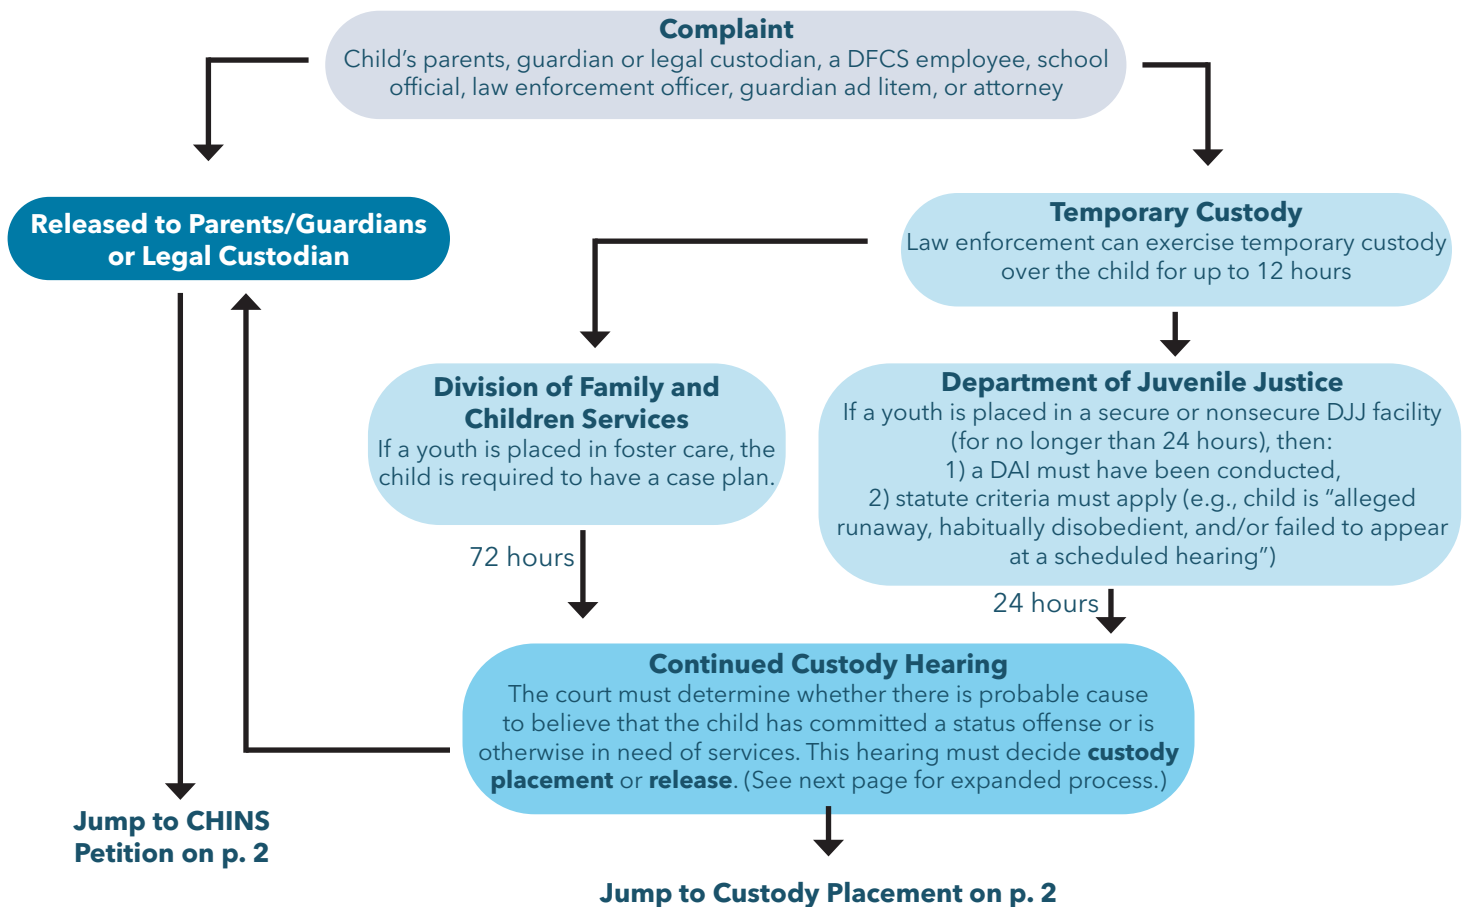 Complaint
Child’s parents, guardian or legal custodian, a DFCS employee, school
official, law enforcement officer, guardian ad litem, or attorney
Released to Parents/Guardians
or Legal Custodian
Temporary Custody
Law enforcement can exercise temporary custody
over the child for up to 12 hours
Division of Family and
Children Services
If a youth is placed in foster care, the
child is required to have a case plan.
Department of Juvenile Justice
If a youth is placed in a secure or nonsecure DJJ facility
(for no longer than 24 hours), then:
1) a DAI must have been conducted,
2) statute criteria must apply (e.g., child is “alleged
runaway, habitually disobedient, and/or failed to appear
at a scheduled hearing”)
72 hours
24 hours
Continued Custody Hearing
The court must determine whether there is probable cause
to believe that the child has committed a status offense or is
otherwise in need of services. This hearing must decide custody
placement or release. (See next page for expanded process.)
Jump to CHINS
Petition on p. 2
Jump to Custody Placement on p. 2